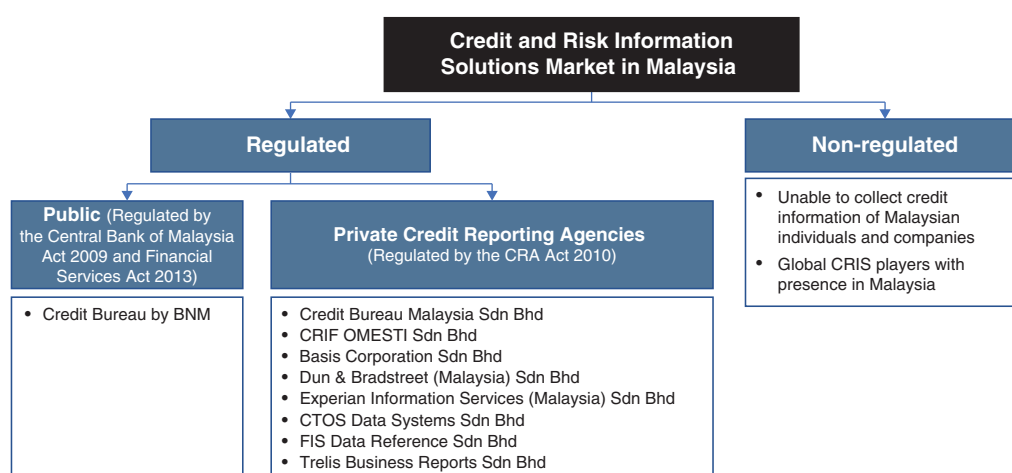 Credit and Risk Information
Solutions Market in Malaysia
Regulated
Non-regulated
Public (Regulated by
the Central Bank of Malaysia
Act 2009 and Financial
Services Act 2013)
Private Credit Reporting Agencies
(Regulated by the CRA Act 2010)
• Unable to collect credit
information of Malaysian
individuals and companies
• Global CRIS players with
presence in Malaysia
• Credit Bureau by BNM
• Credit Bureau Malaysia Sdn Bhd
• CRIF OMESTI Sdn Bhd
• Basis Corporation Sdn Bhd
• Dun & Bradstreet (Malaysia) Sdn Bhd
• Experian Information Services (Malaysia) Sdn Bhd
• CTOS Data Systems Sdn Bhd
• FIS Data Reference Sdn Bhd
• Trelis Business Reports Sdn Bhd